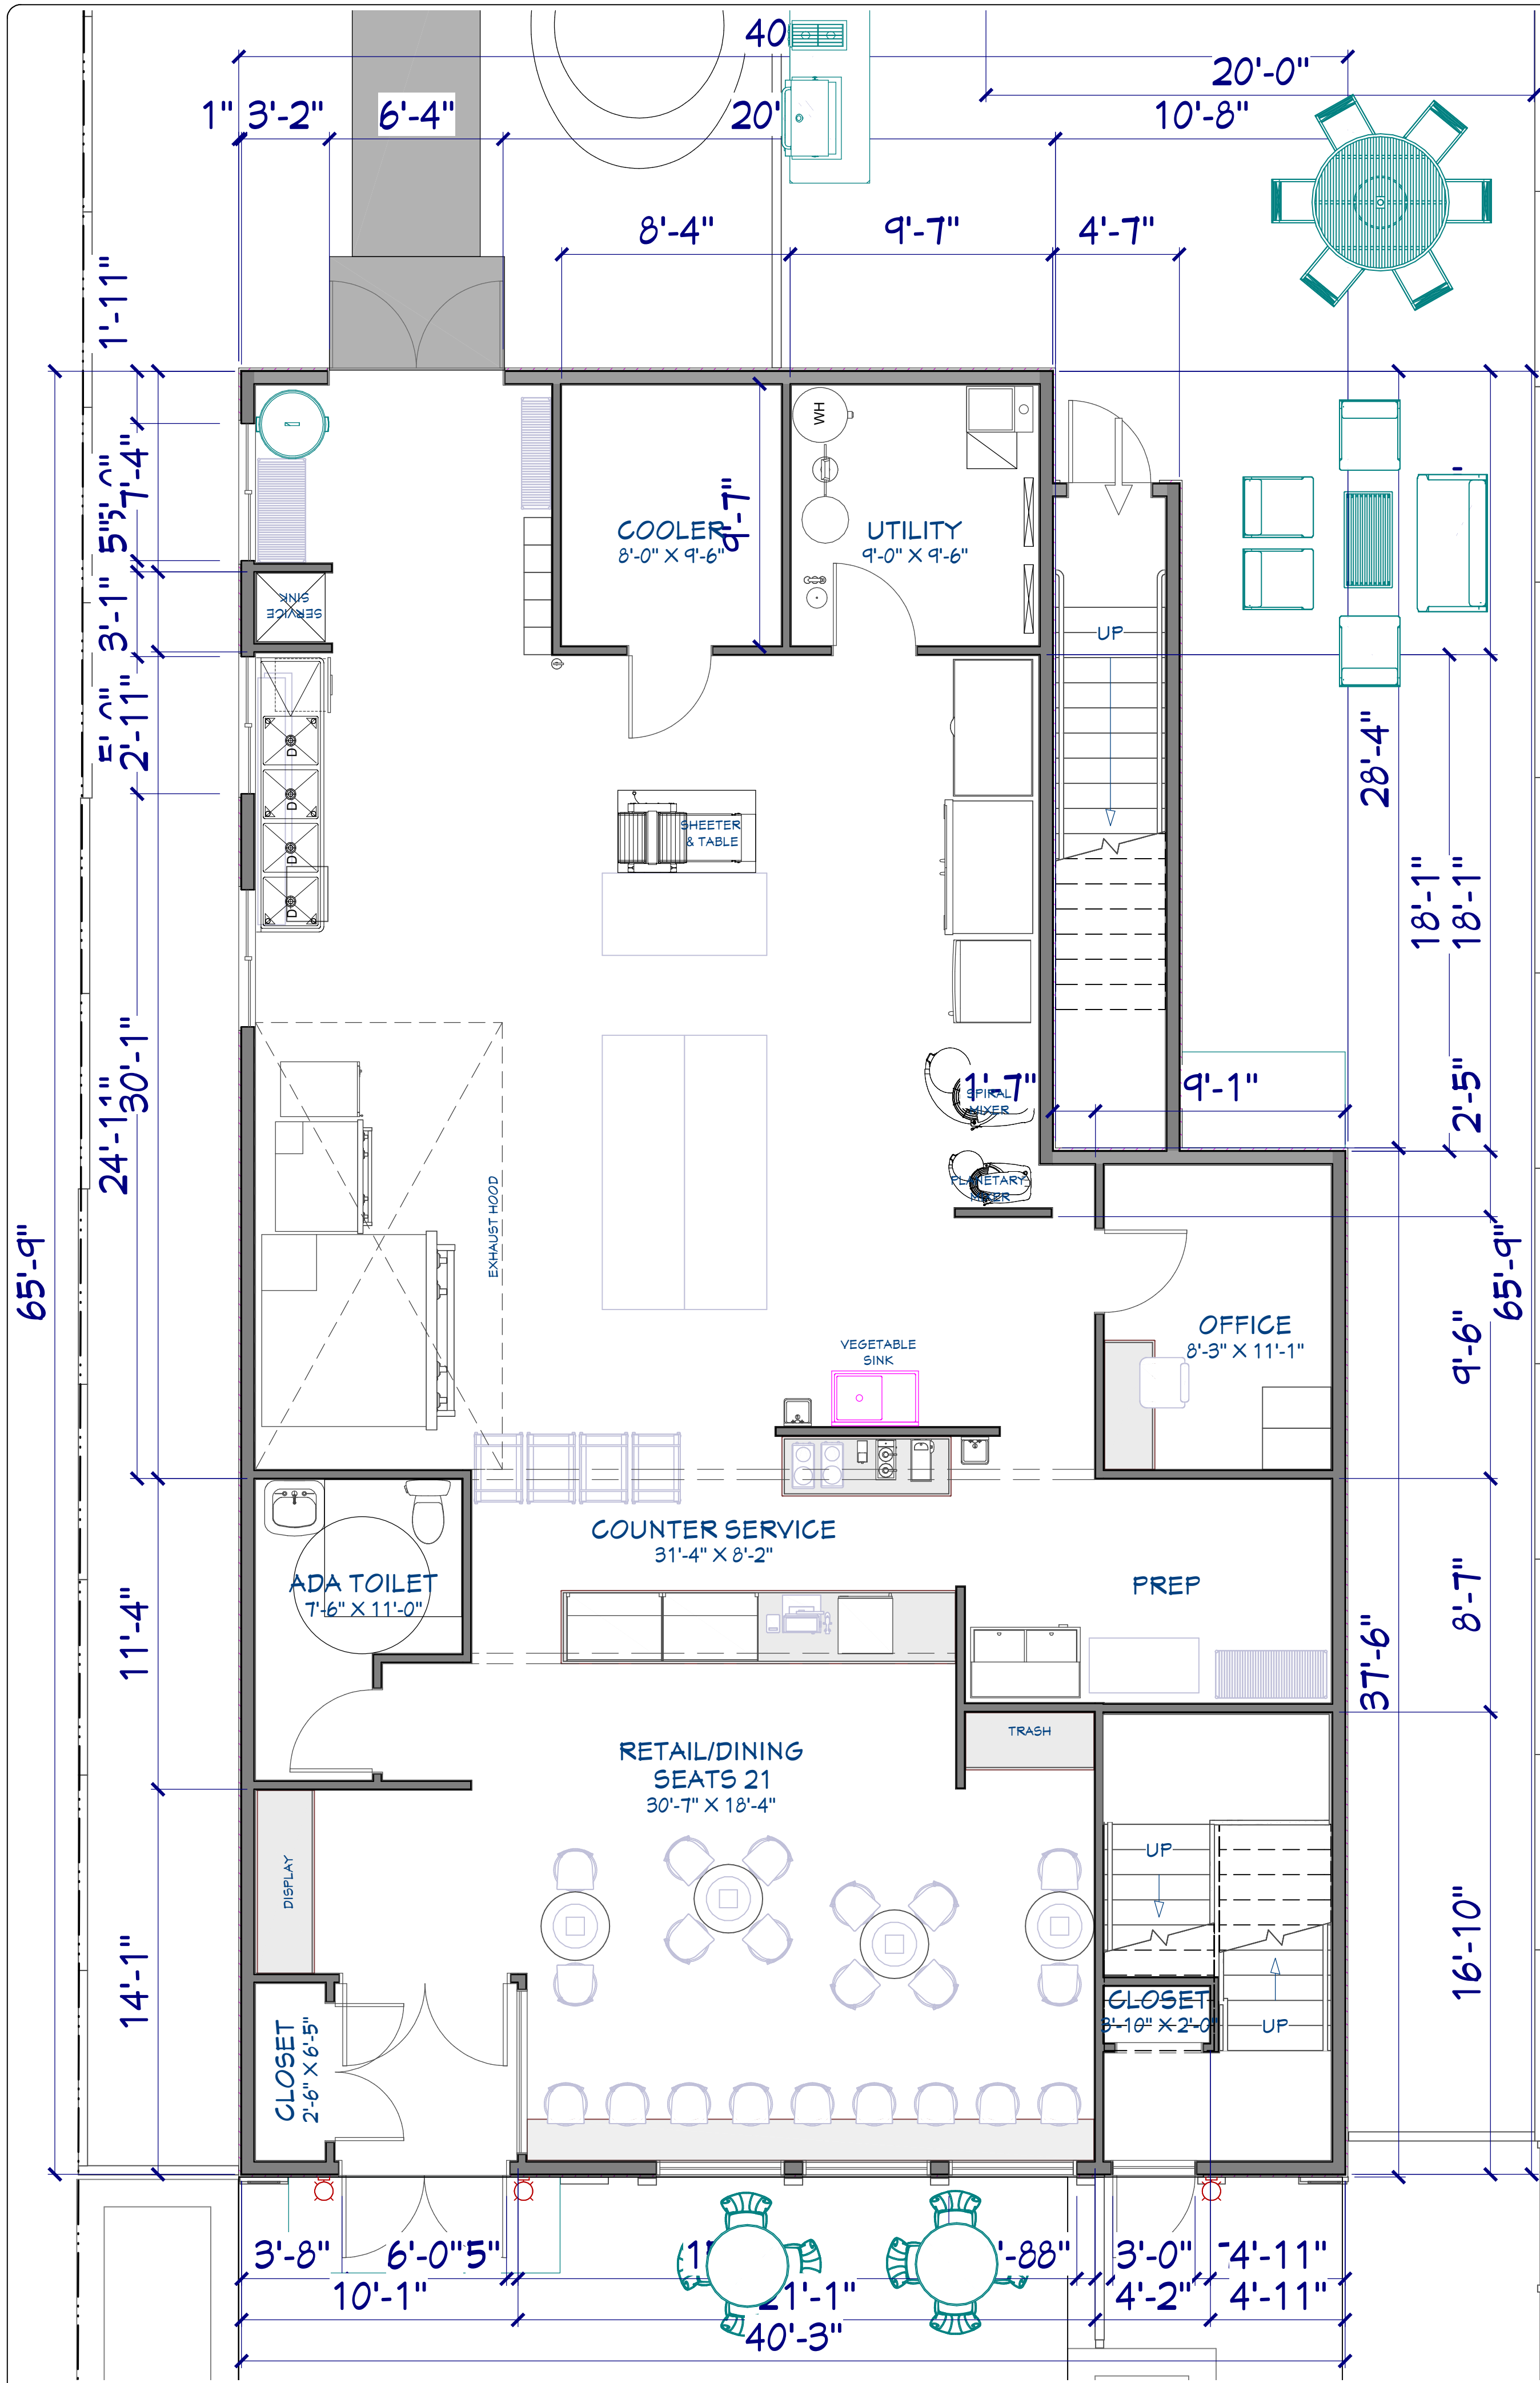 40
20'-0"
1"
3'-2"
6'-4"
20'
10'-8"
8'-4"
9'-7"
4'-7"
1'-11"
7'-4"
5"
COOLER
8'-0" X 9'-6"
9'-7"
UTILITY
9'-0" X 9'-6"
WH
3'-1"
SERVICE
SINK
UP
2'-11"
28'-4"
D
D
D
D
SHEETER
& TABLE
18'-1"
18'-1"
24'-11"
30'-1"
1'-7"
9'-1"
2'-5"
SPIRAL
MIXER
PLANETARY
MIXER
EXHAUST HOOD
65'-9"
65'-9"
OFFICE
8'-3" X 11'-1"
9'-6"
VEGETABLE
SINK
COUNTER SERVICE
31'-4" X 8'-2"
ADA TOILET
7'-6" X 11'-0"
PREP
11'-4"
8'-7"
37'-6"
TRASH
RETAIL/DINING
SEATS 21
30'-7" X 18'-4"
DISPLAY
UP
14'-1"
16'-10"
CLOSET
2'-6" X 6'-5"
CLOSET
3'-10" X 2'-0"
UP
3'-8"
6'-0"
5"
3'-0"
4'-11"
10'-1"
21'-1"
4'-2"
4'-11"
40'-3"